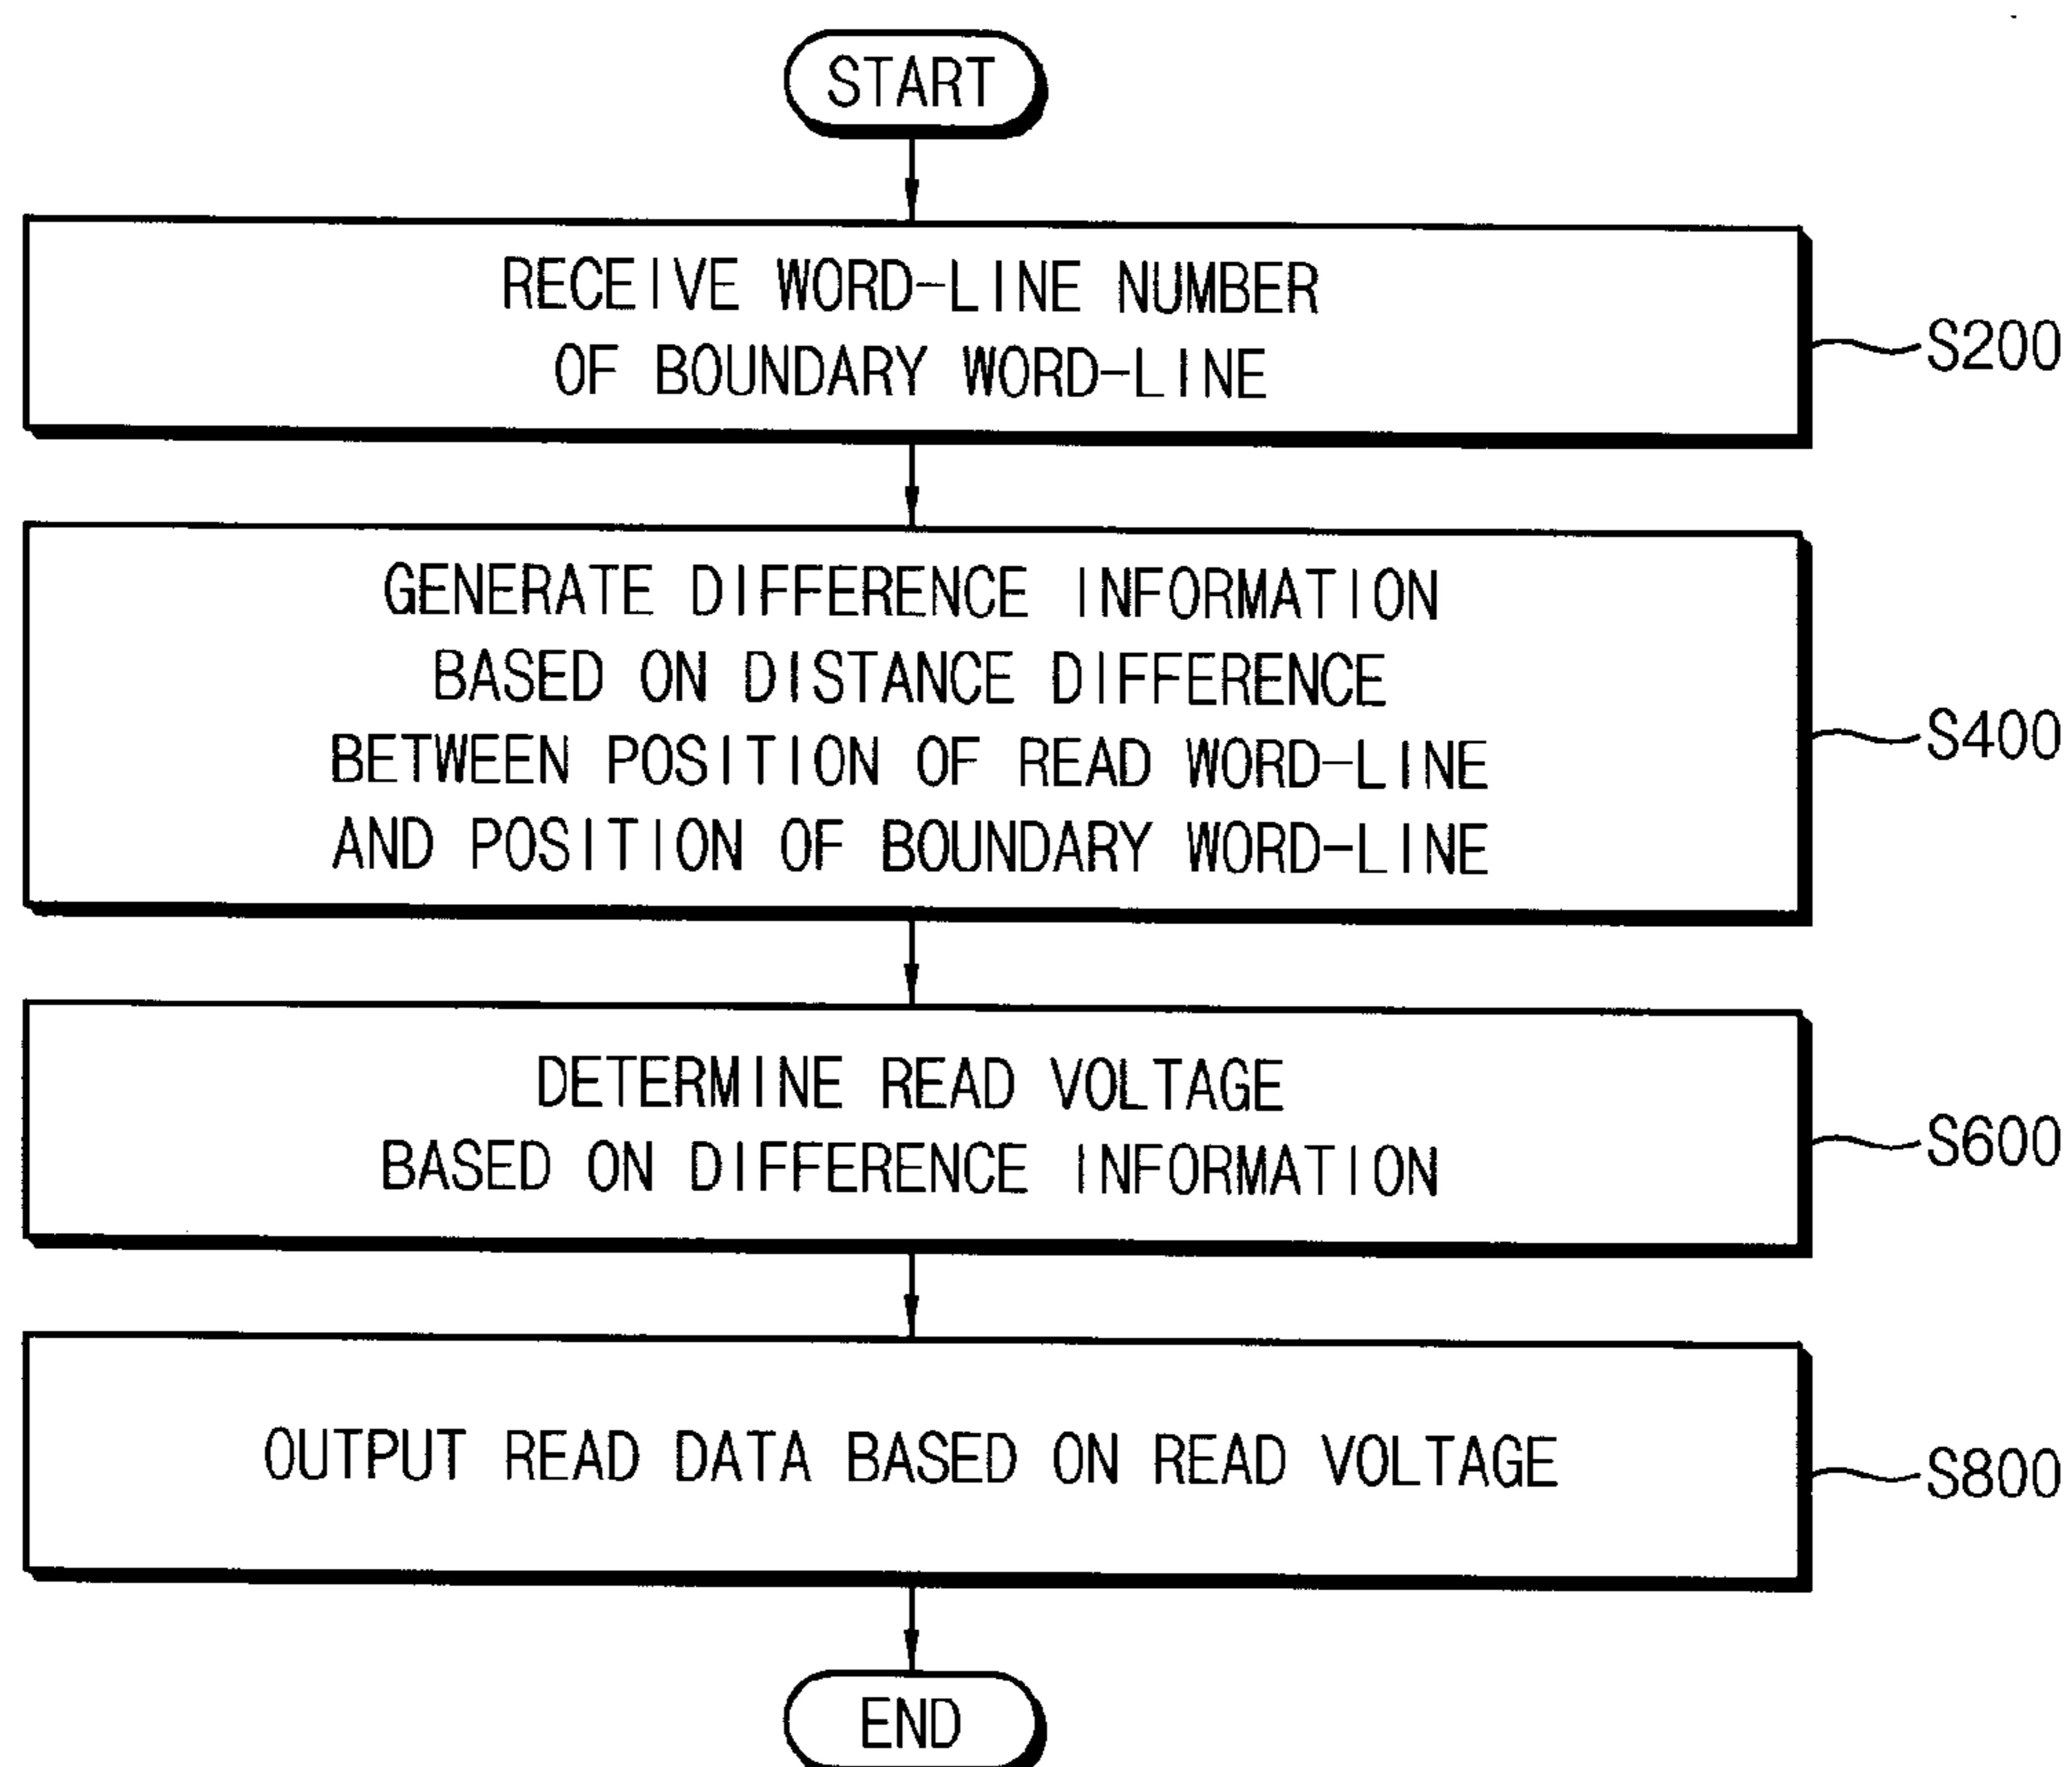 START
RECEIVE WORD-LINE NUMBER
OF BOUNDARY WORD-LINE
S200
GENERATE DIFFERENCE INFORMATION
BASED ON DISTANCE DIFFERENCE
BETWEEN POSITION OF READ WORD-LINE
AND POSITION OF BOUNDARY WORD-LINE
S400
DETERMINE READ VOLTAGE
BASED ON DIFFERENCE INFORMATION
S600
OUTPUT READ DATA BASED ON READ VOLTAGE
S800
END